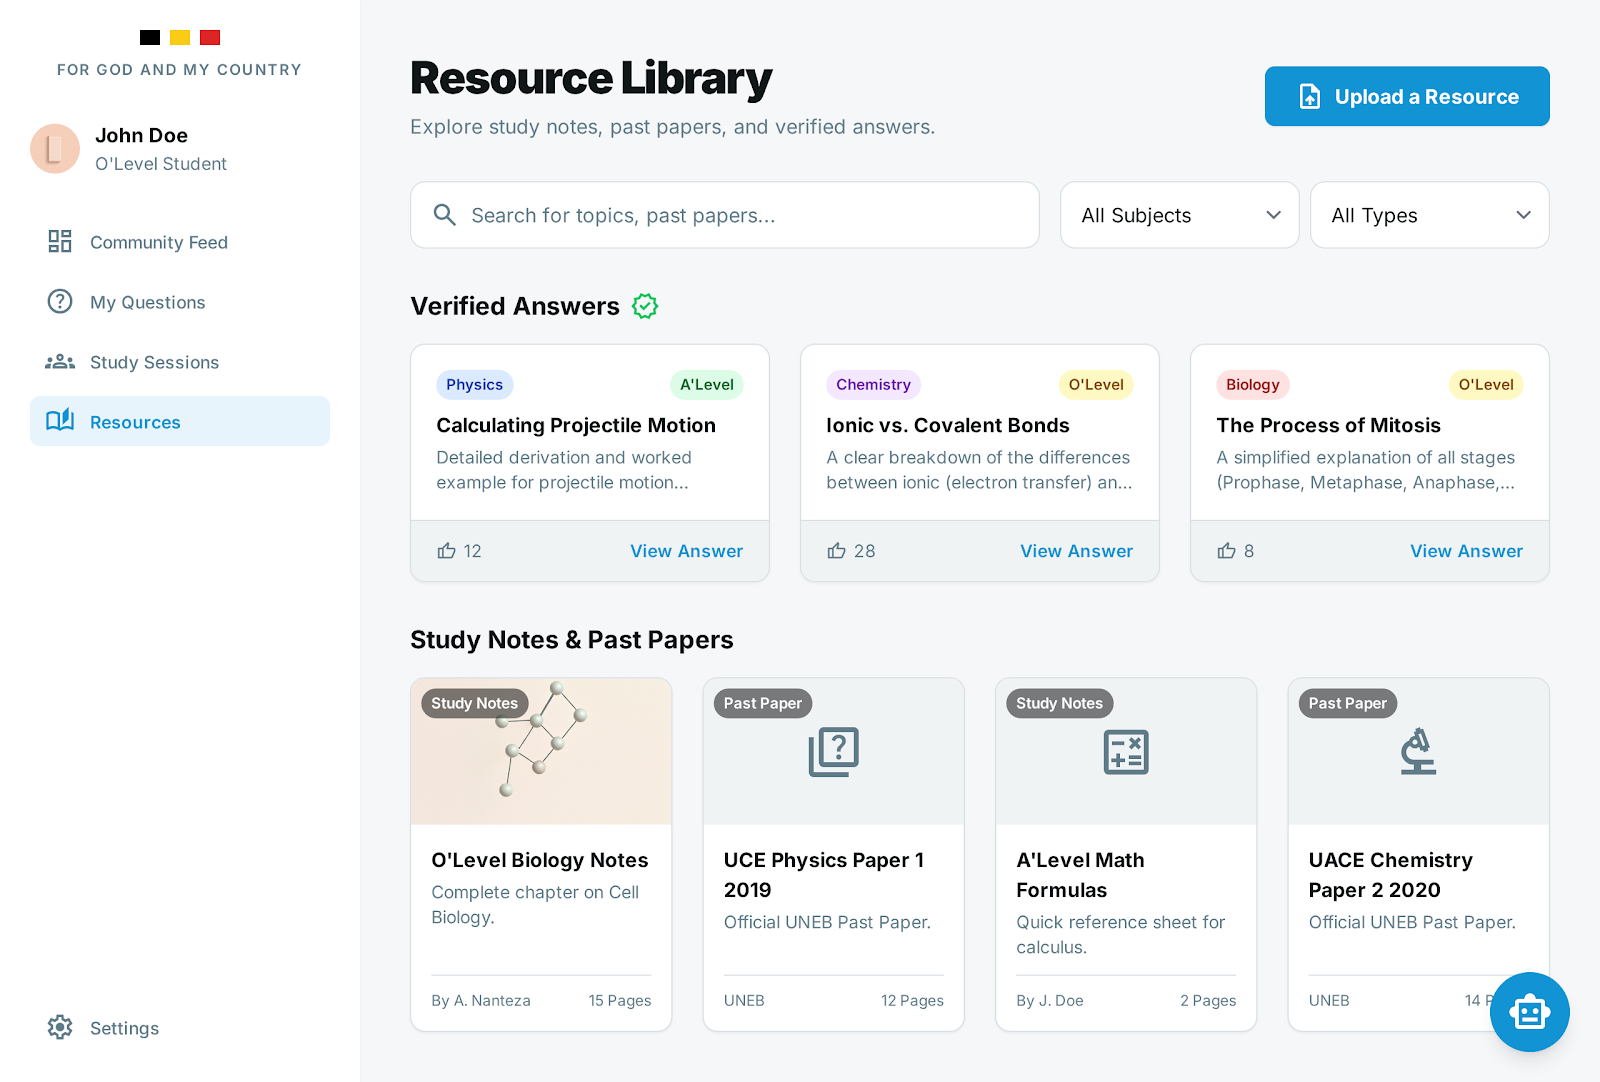 FOR GOD AND MY COUNTRY
John Doe
O'Level Student
Community Feed
My Questions
Study Sessions
Resources
Settings
Resource Library
Explore study notes, past papers, and verified answers.
Upload a Resource
Search for topics, past papers...
All Subjects
All Types
Verified Answers
Physics
A'Level
Calculating Projectile Motion
Detailed derivation and worked
example for projectile motion...
12
View Answer
Chemistry
O'Level
Ionic vs. Covalent Bonds
A clear breakdown of the differences
between ionic (electron transfer) an...
28
View Answer
Biology
O'Level
The Process of Mitosis
A simplified explanation of all stages
(Prophase, Metaphase, Anaphase,...
8
View Answer
Study Notes & Past Papers
Study Notes
O'Level Biology Notes
Complete chapter on Cell
Biology.
By A. Nanteza
15 Pages
Past Paper
UCE Physics Paper 1
2019
Official UNEB Past Paper.
UNEB
12 Pages
Study Notes
A'Level Math
Formulas
Quick reference sheet for
calculus.
By J. Doe
2 Pages
Past Paper
UACE Chemistry
Paper 2 2020
Official UNEB Past Paper.
UNEB
14